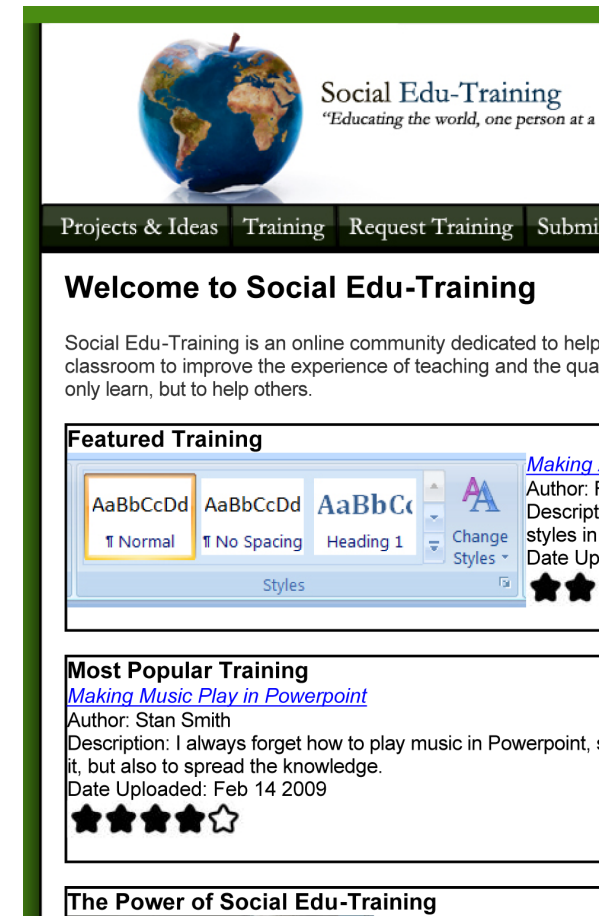 Social Edu-Training
“Educating the world, one person at a
Projects & Ideas Training Request Training Submi
Welcome to Social Edu-Training
Social Edu-Training is an online community dedicated to help
classroom to improve the experience of teaching and the qua
only learn, but to help others.
Featured Training
AaBbCcDd AaBbCcDd AaBbCc
¶ Normal ¶ No Spacing Heading 1
Change
Styles
Styles
Making
Author:
Descript
styles in
Date Up
Most Popular Training
Making Music Play in Powerpoint
Author: Stan Smith
Description: I always forget how to play music in Powerpoint, s
it, but also to spread the knowledge.
Date Uploaded: Feb 14 2009
The Power of Social Edu-Training